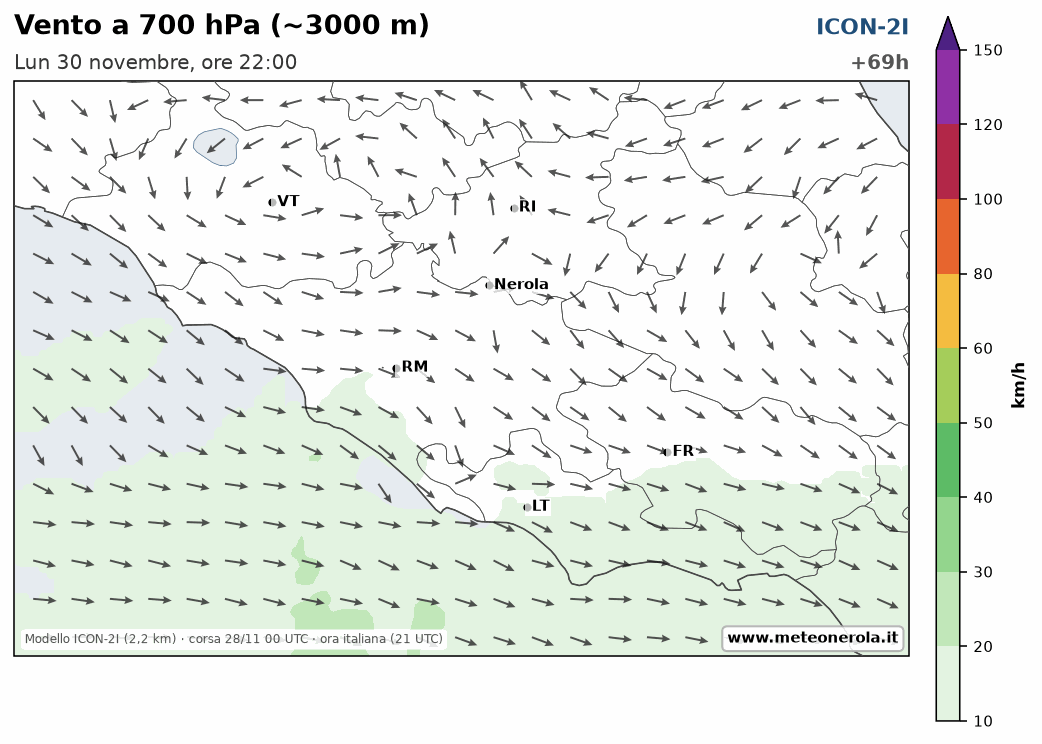 Vento a 700 hPa (~3000 m)
ICON-2I
Lun 30 novembre, ore 22:00
+69h
150
120
100
80
60
50
40
30
20
10
km/h
VT
RI
Nerola
RM
FR
LT
Modello ICON-2I (2,2 km) · corsa 28/11 00 UTC · ora italiana (21 UTC)
www.meteonerola.it